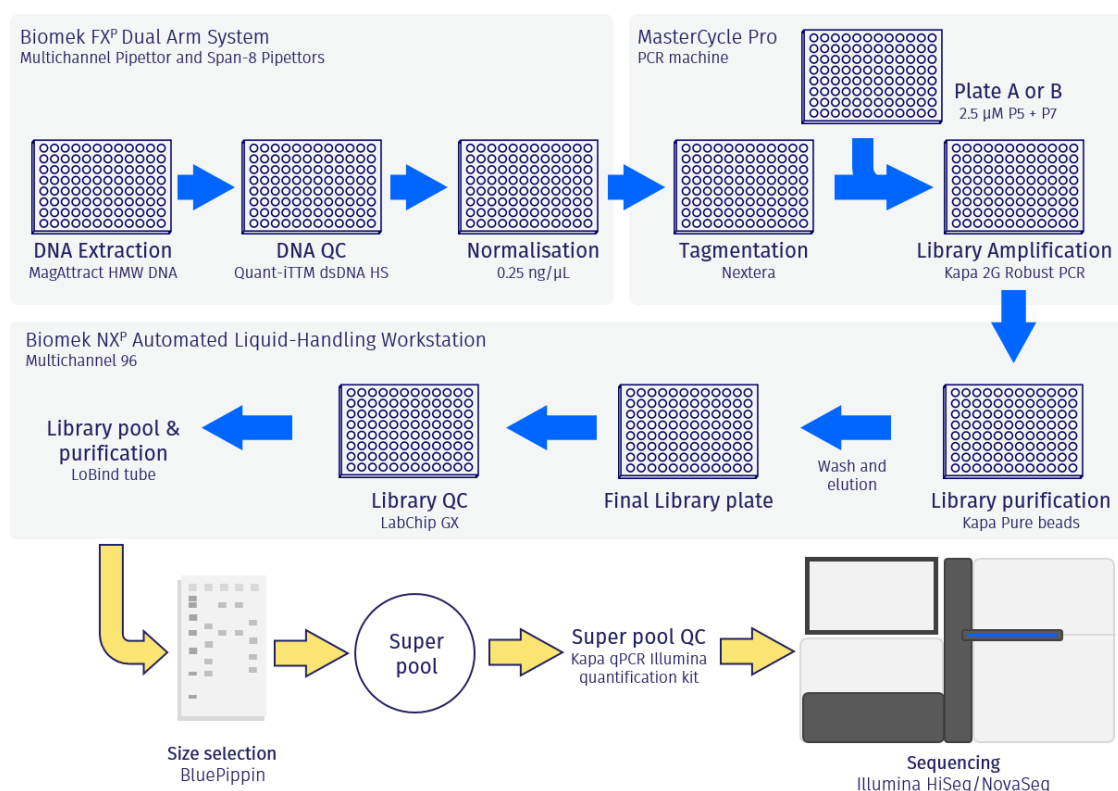 Biomek FXᴾ Dual Arm System
Multichannel Pipettor and Span-8 Pipettors
DNA Extraction
MagAttract HMW DNA
DNA QC
Quant-iTTM dsDNA HS
Normalisation
0.25 ng/µL
MasterCycle Pro
PCR machine
Plate A or B
2.5 µM P5 + P7
Tagmentation
Nextera
Library Amplification
Kapa 2G Robust PCR
Biomek NXᴾ Automated Liquid-Handling Workstation
Multichannel 96
Library purification
Kapa Pure beads
Wash and
elution
Final Library plate
Library QC
LabChip GX
Library pool &
purification
LoBind tube
Size selection
BluePippin
Super
pool
Super pool QC
Kapa qPCR Illumina
quantification kit
Sequencing
Illumina HiSeq/NovaSeq